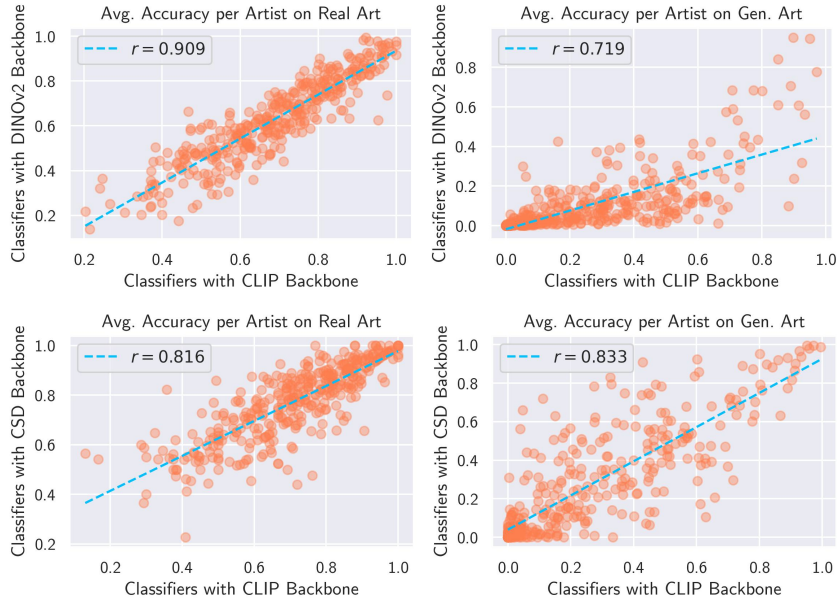 Avg. Accuracy per Artist on Real Art
Classifiers with DINOv2 Backbone
1.0
0.8
0.6
0.4
0.2
r = 0.909
0.2 0.4 0.6 0.8 1.0
Classifiers with CLIP Backbone
Avg. Accuracy per Artist on Gen. Art
Classifiers with DINOv2 Backbone
0.8
0.6
0.4
0.2
0.0
r = 0.719
0.0 0.2 0.4 0.6 0.8 1.0
Classifiers with CLIP Backbone
Avg. Accuracy per Artist on Real Art
Classifiers with CSD Backbone
1.0
0.8
0.6
0.4
0.2
r = 0.816
0.2 0.4 0.6 0.8 1.0
Classifiers with CLIP Backbone
Avg. Accuracy per Artist on Gen. Art
Classifiers with CSD Backbone
1.0
0.8
0.6
0.4
0.2
0.0
r = 0.833
0.0 0.2 0.4 0.6 0.8 1.0
Classifiers with CLIP Backbone